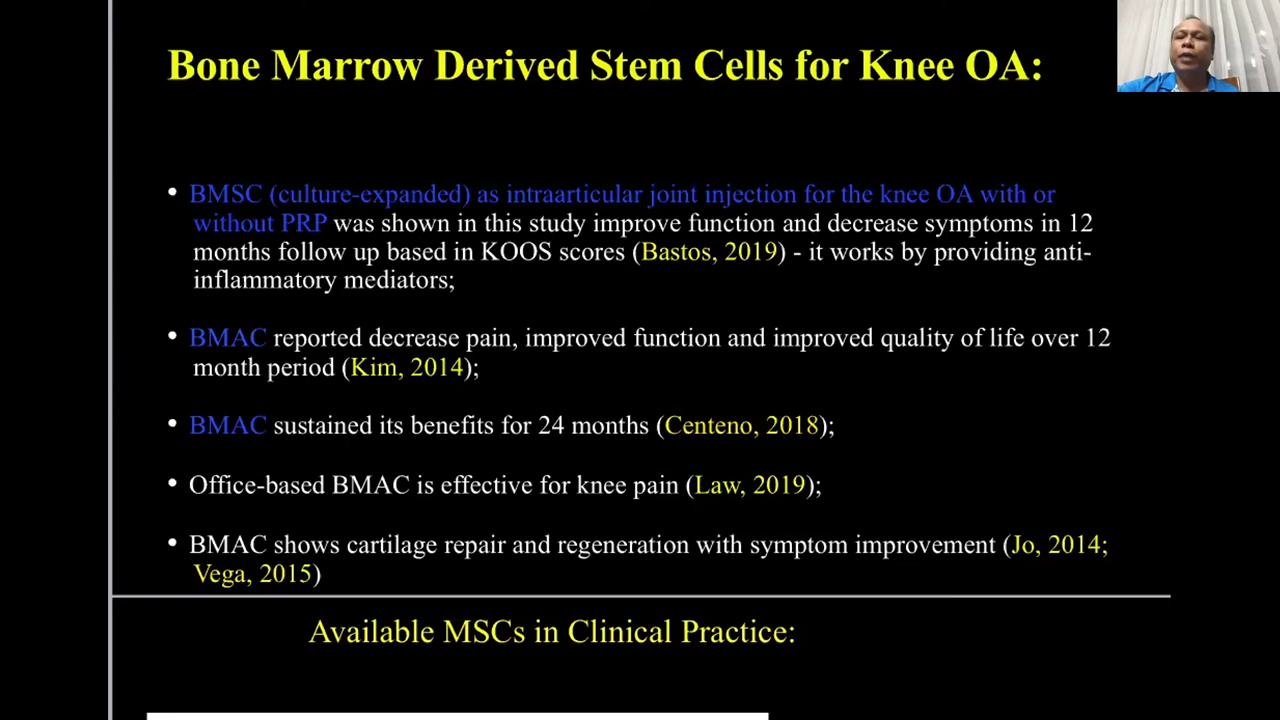 Bone Marrow Derived Stem Cells for Knee OA:
• BMSC (culture-expanded) as intraarticular joint injection for the knee OA with or
without PRP was shown in this study improve function and decrease symptoms in 12
months follow up based in KOOS scores (Bastos, 2019) - it works by providing anti-
inflammatory mediators;
• BMAC reported decrease pain, improved function and improved quality of life over 12
month period (Kim, 2014);
• BMAC sustained its benefits for 24 months (Centeno, 2018);
• Office-based BMAC is effective for knee pain (Law, 2019);
• BMAC shows cartilage repair and regeneration with symptom improvement (Jo, 2014;
Vega, 2015)
Available MSCs in Clinical Practice: